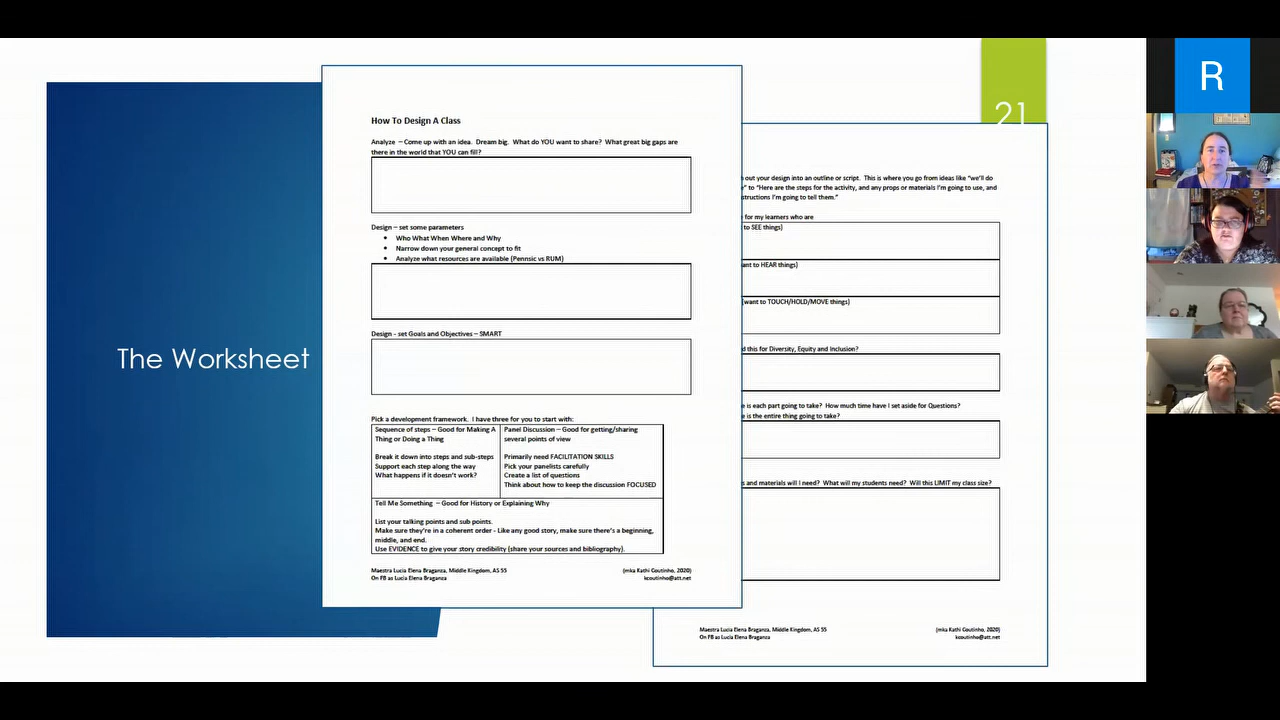 The Worksheet
How To Design A Class
Analyze – Come up with an idea.  Dream big.  What do YOU want to share?  What great big gaps are
there in the world that YOU can fill?
Design – set some parameters
• Who What When Where and Why
• Narrow down your general concept to fit
• Analyze what resources are available (Pennsic vs RUM)
Design - set Goals and Objectives – SMART
Pick a development framework.  I have three for you to start with:
Sequence of steps – Good for Making A
Thing or Doing a Thing
Break it down into steps and sub-steps
Support each step along the way
What happens if it doesn't work?
Panel Discussion – Good for getting/sharing
several points of view
Primarily need FACILITATION SKILLS
Pick your panelists carefully
Create a list of questions
Think about how to keep the discussion FOCUSED
Tell Me Something  – Good for History or Explaining Why
List your talking points and sub points.
Make sure they're in a coherent order - Like any good story, make sure there's a beginning,
middle, and end.
Use EVIDENCE to give your story credibility (share your sources and bibliography).
Maestra Lucia Elena Braganza, Middle Kingdom, AS 55
(mka Kathi Coutinho, 2020)
On FB as Lucia Elena Braganza
kcoutinho@att.net
21
out your design into an outline or script.  This is where you go from ideas like "we'll do
to "Here are the steps for the activity, and any props or materials I'm going to use, and
structions I'm going to tell them."
for my learners who are
to SEE things)
ant to HEAR things)
(want to TOUCH/HOLD/MOVE things)
d this for Diversity, Equity and Inclusion?
e is each part going to take?  How much time have I set aside for Questions?
e is the entire thing going to take?
s and materials will I need?  What will my students need?  Will this LIMIT my class size?
Maestra Lucia Elena Braganza, Middle Kingdom, AS 55
(mka Kathi Coutinho, 2020)
On FB as Lucia Elena Braganza
kcoutinho@att.net
R